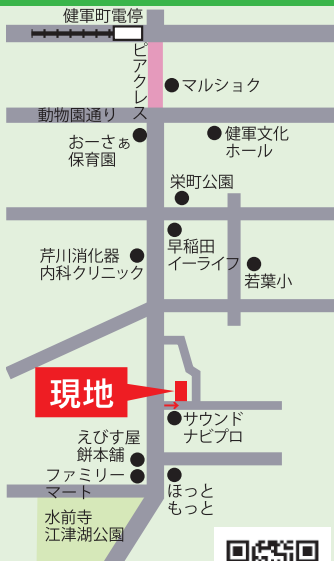 健軍町電停
ピアクレス
マルショク
動物園通り
おーさぁ
保育園
健軍文化
ホール
栄町公園
早稲田
イーライフ
芹川消化器
内科クリニック
若葉小
現地
サウンド
ナビプロ
えびす屋
餅本舗
ファミリー
マート
ほっと
もっと
水前寺
江津湖公園